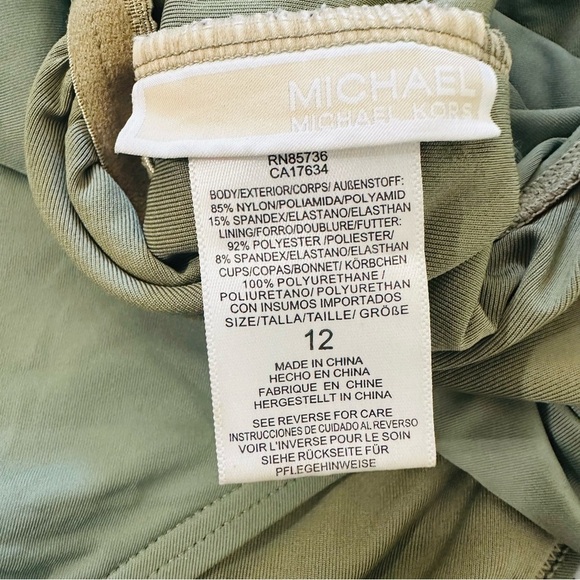 MICHAEL
MICHAEL KORS
RN85736
CA17634
BODY/EXTERIOR/CORPS/ AUßENSTOFF:
85% NYLON/POLIAMIDA/POLYAMID
15% SPANDEX/ELASTANO/ELASTHAN
LINING/FORRO/DOUBLURE/FUTTER:
92% POLYESTER /POLIESTER/
8% SPANDEX/ELASTANO/ELASTHAN
CUPS/COPAS/BONNET/ KÖRBCHEN
100% POLYURETHANE /
POLIURETANO/ POLYURETHAN
CON INSUMOS IMPORTADOS
SIZE/TALLA/TAILLE/ GRÖßE
12
MADE IN CHINA
HECHO EN CHINA
FABRIQUE EN CHINE
HERGESTELLT IN CHINA
SEE REVERSE FOR CARE
INSTRUCCIONES DE CUIDADO AL REVERSO
VOIR L'INVERSE POUR LE SOIN
SIEHE RÜCKSEITE FÜR
PFLEGEHINWEISE